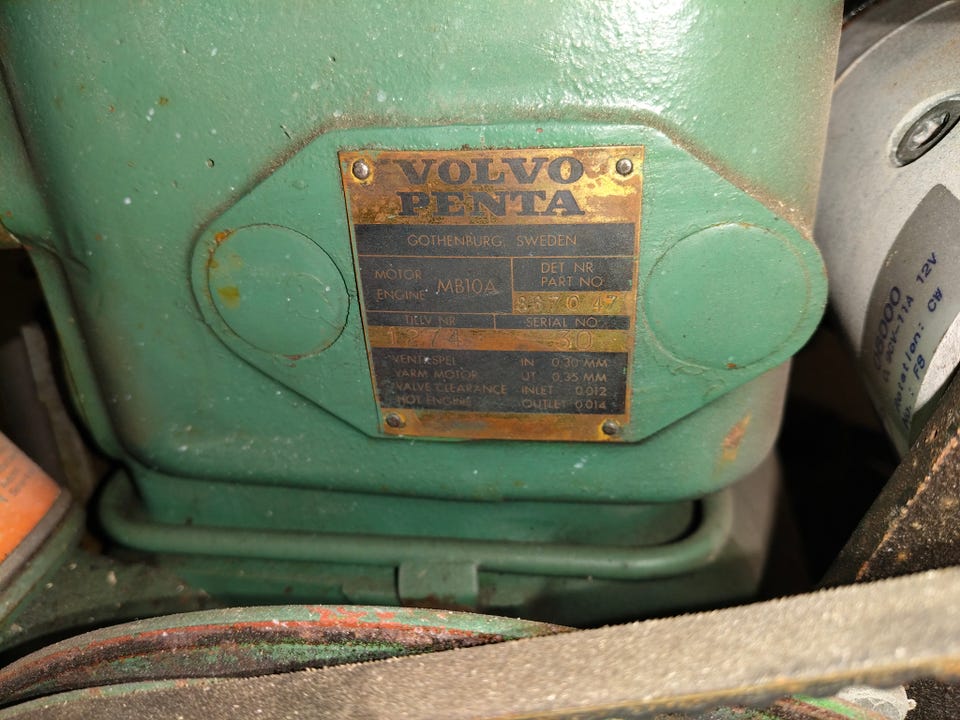 VOLVO
PENTA
GOTHENBURG, SWEDEN
MOTOR
ENGINE MB10A
DET NR
PART NO
TILLV NR
SERIAL NO
1274 30
VENTILSPEL IN 0.30 MM
VARM MOTOR UT 0.35 MM
VALVE CLEARANCE INLET 0.012
HOT ENGINE OUTLET 0.014
12V
CW